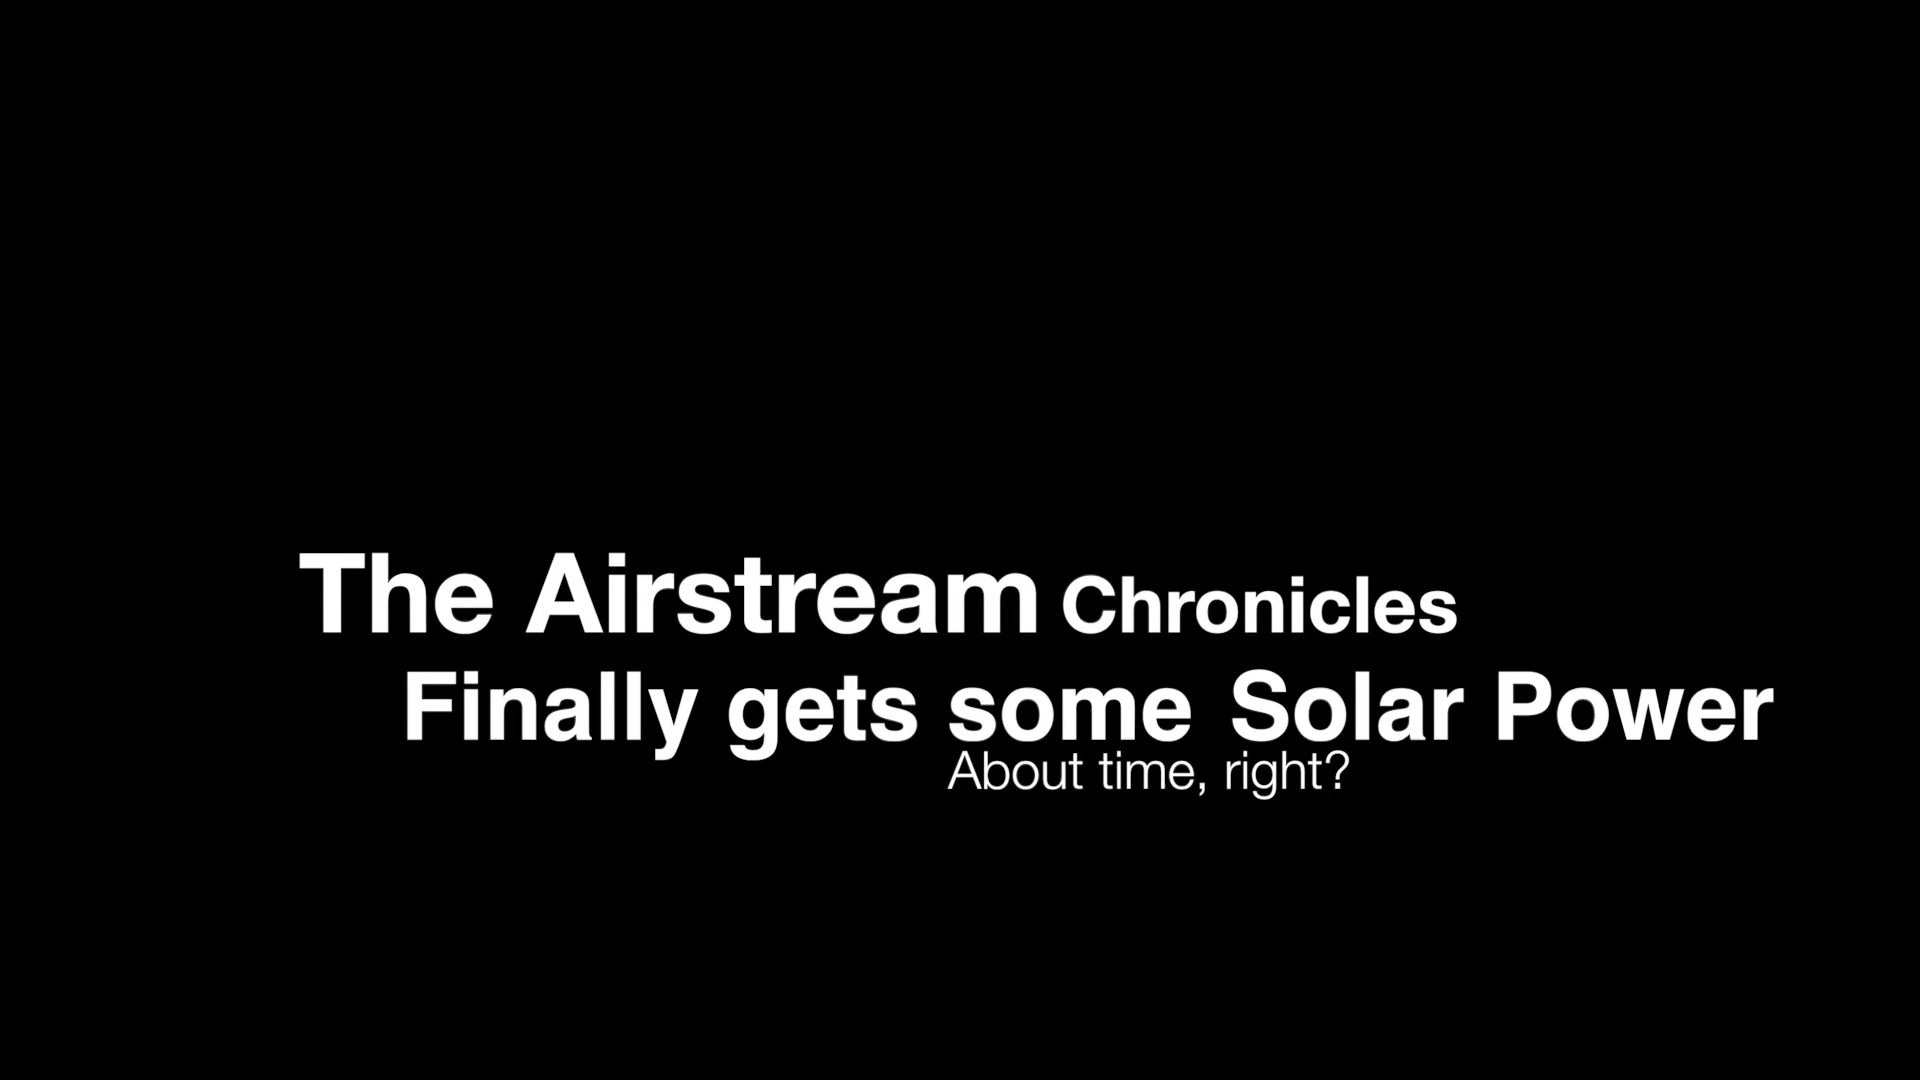 The Airstream Chronicles
Finally gets some Solar Power
About time, right?